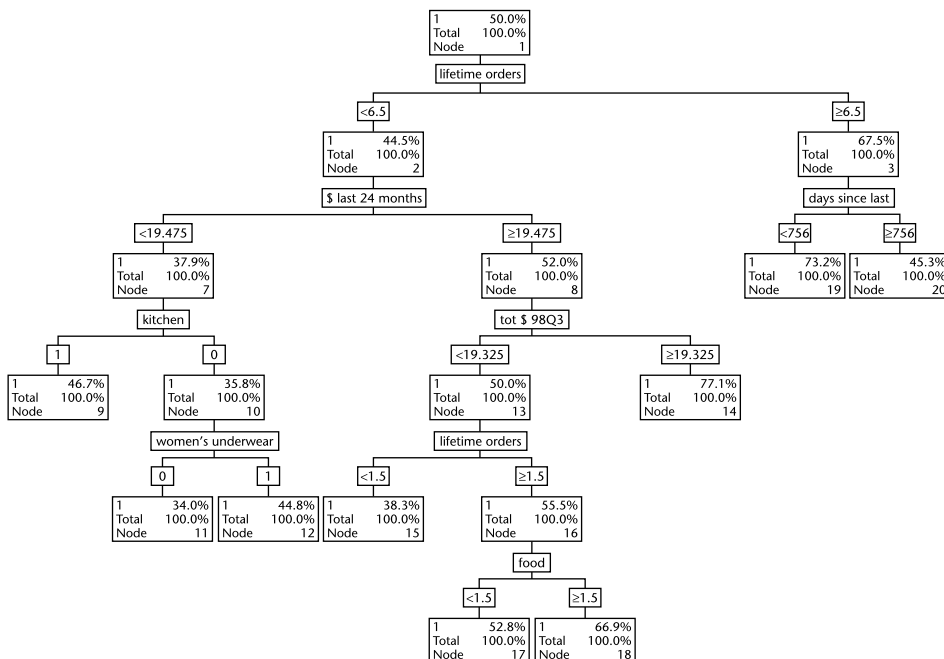 1 50.0%
Total 100.0%
Node 1
lifetime orders
<6.5 ≥6.5
1 44.5% 1 67.5%
Total 100.0% Total 100.0%
Node 2 Node 3
$ last 24 months days since last
<19.475 ≥19.475 <756 ≥756
1 37.9% 1 52.0% 1 73.2% 1 45.3%
Total 100.0% Total 100.0% Total 100.0% Total 100.0%
Node 7 Node 8 Node 19 Node 20
kitchen tot $ 98Q3
1 0 <19.325 ≥19.325
1 46.7% 1 35.8% 1 50.0% 1 77.1%
Total 100.0% Total 100.0% Total 100.0% Total 100.0%
Node 9 Node 10 Node 13 Node 14
women's underwear lifetime orders
0 1 <1.5 ≥1.5
1 34.0% 1 44.8% 1 38.3% 1 55.5%
Total 100.0% Total 100.0% Total 100.0% Total 100.0%
Node 11 Node 12 Node 15 Node 16
food
<1.5 ≥1.5
1 52.8% 1 66.9%
Total 100.0% Total 100.0%
Node 17 Node 18